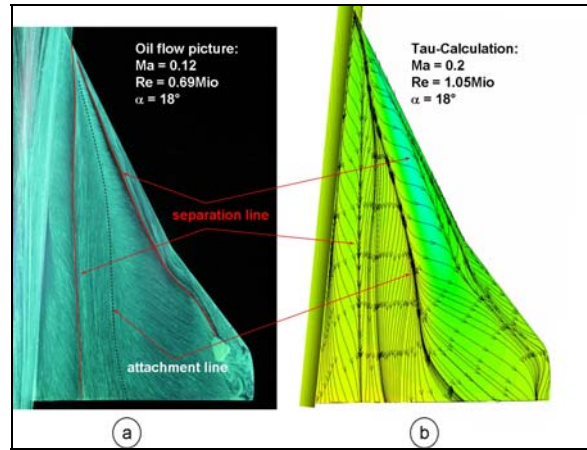 Oil flow picture:
Ma = 0.12
Re = 0.69Mio
α = 18°
Tau-Calculation:
Ma = 0.2
Re = 1.05Mio
α = 18°
separation line
attachment line
a
b